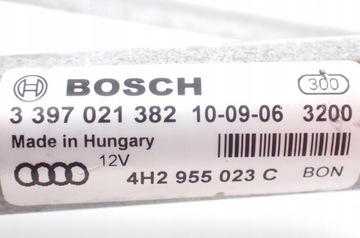 BOSCH 300
3 397 021 382 10-09-06 3200
Made in Hungary
12V
4H2 955 023 C BON